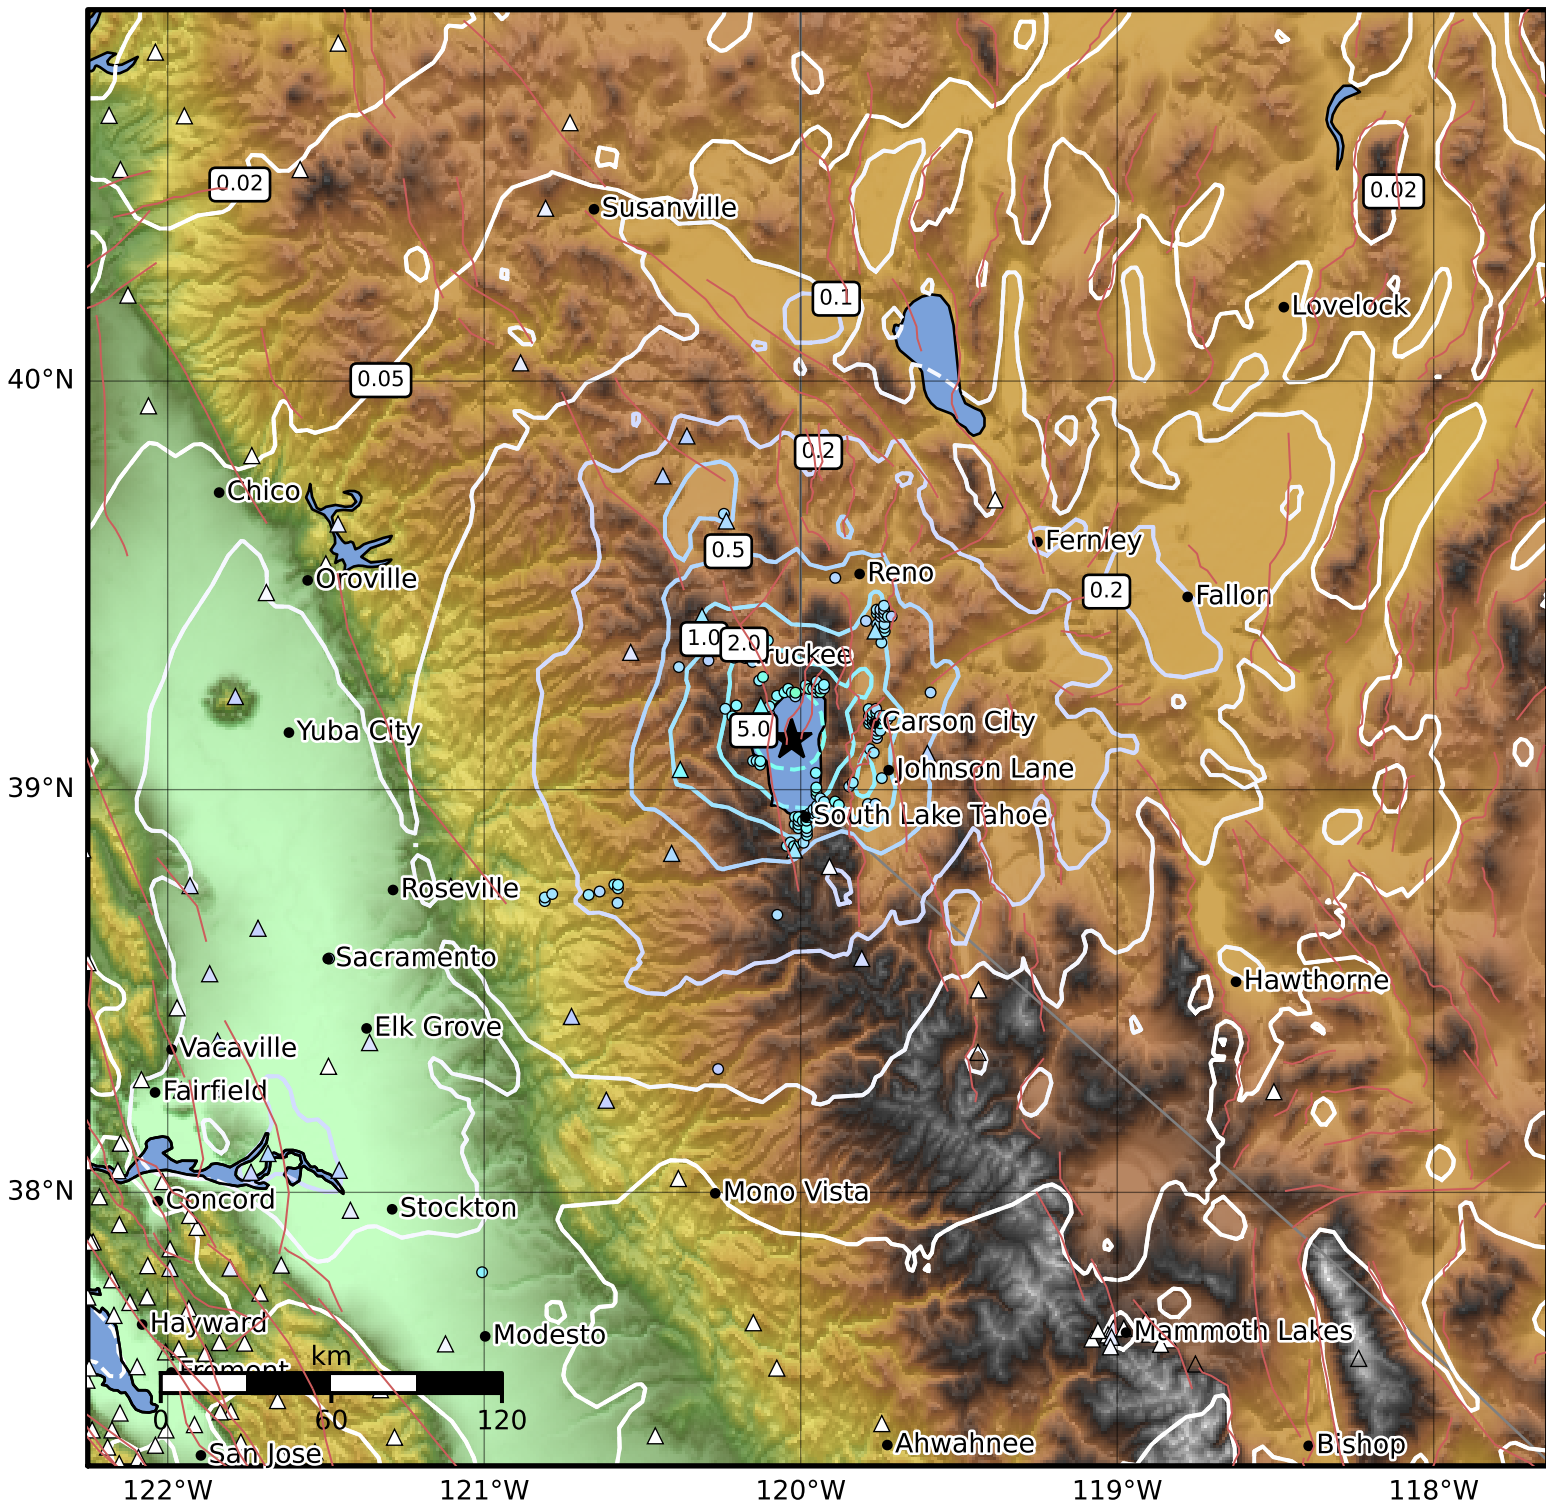 0.02
0.02
Susanville
0.1
Lovelock
40°N
0.05
0.2
Chico
Fernley
0.5
Reno
Oroville
0.2
Fallon
1.0
2.0
ruckee
5.0
Carson City
Yuba City
Johnson Lane
39°N
South Lake Tahoe
Roseville
Sacramento
Hawthorne
Elk Grove
Vacaville
Fairfield
38°N
Mono Vista
Concord
Stockton
Hayward
Modesto
Mammoth Lakes
km
Fremont
0
60
120
Ahwahnee
Bishop
San Jose
122°W
121°W
120°W
119°W
118°W